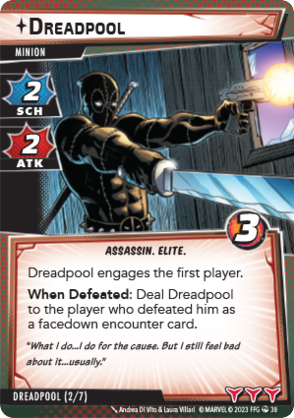 Dreadpool
MINION
2
SCH
2
ATK
3
ASSASSIN. ELITE.
Dreadpool engages the first player.
When Defeated: Deal Dreadpool
to the player who defeated him as
a facedown encounter card.
"What I do...I do for the cause. But I still feel bad
about it...usually."
DREADPOOL (2/7)
Andrea Di Vito & Laura Villari © MARVEL © 2023 FFG 38